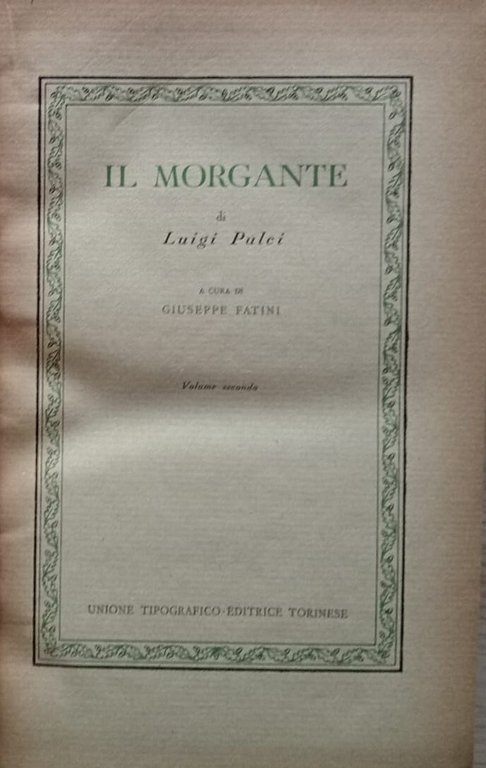 IL MORGANTE
di
Luigi Pulci
A CURA DI
GIUSEPPE FATINI
Volume secondo
UNIONE TIPOGRAFICO-EDITRICE TORINESE